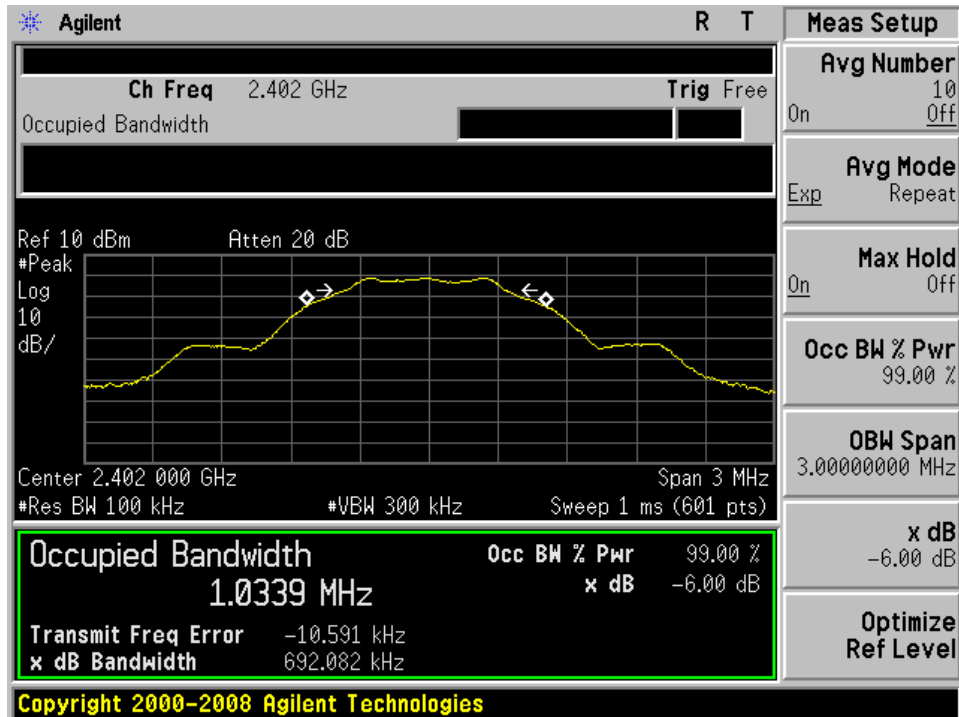 Agilent R T
Ch Freq 2.402 GHz Trig Free
Occupied Bandwidth
Ref 10 dBm Atten 20 dB
#Peak
Log
10
dB/
Center 2.402 000 GHz Span 3 MHz
#Res BW 100 kHz #VBW 300 kHz Sweep 1 ms (601 pts)
Occupied Bandwidth Occ BW % Pwr 99.00 %
1.0339 MHz x dB -6.00 dB
Transmit Freq Error -10.591 kHz
x dB Bandwidth 692.082 kHz
Copyright 2000-2008 Agilent Technologies
Meas Setup
Avg Number
10
On Off
Avg Mode
Exp Repeat
Max Hold
On Off
Occ BW % Pwr
99.00 %
OBW Span
3.00000000 MHz
x dB
-6.00 dB
Optimize
Ref Level